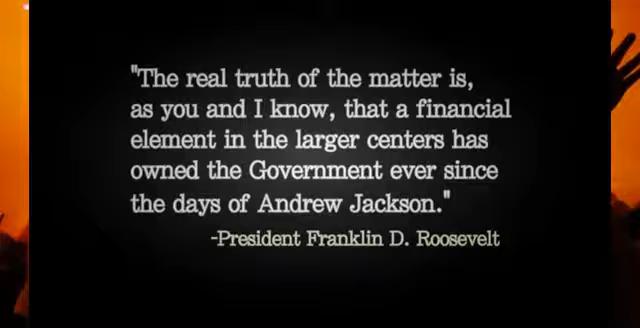 "The real truth of the matter is,
as you and I know, that a financial
element in the larger centers has
owned the Government ever since
the days of Andrew Jackson."
-President Franklin D. Roosevelt